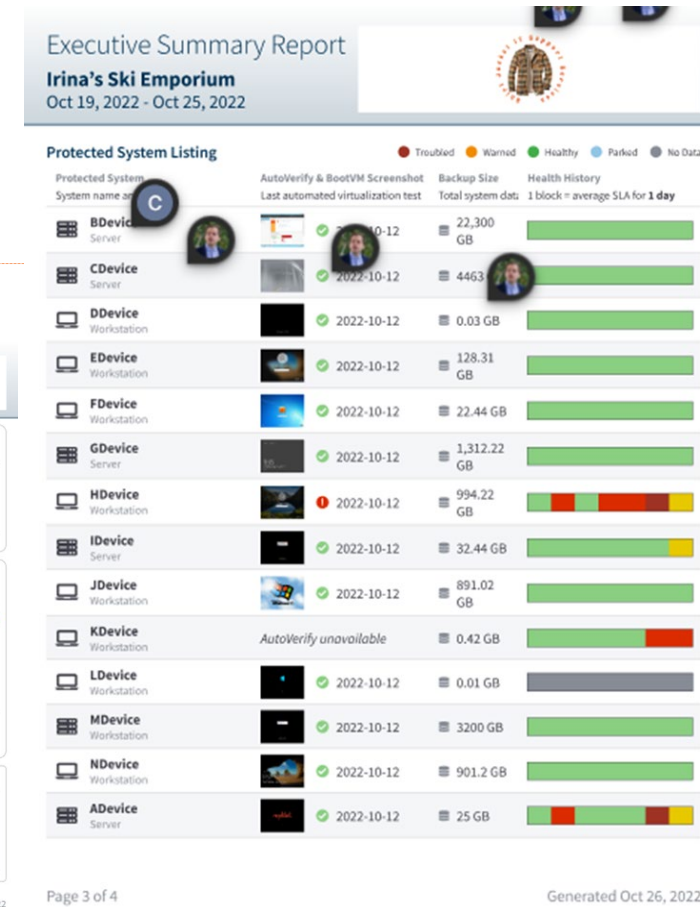 Executive Summary Report
Irina's Ski Emporium
Oct 19, 2022 - Oct 25, 2022
Protected System Listing
Troubled Warned Healthy Parked No Data
Protected System AutoVerify & BootVM Screenshot Backup Size Health History
System name Last automated virtualization test Total system 1 block = average SLA for 1 day
C
22,300
GB
Server
CDevice 2022-10-12 4463
Server
DDevice 2022-10-12 0.03 GB
Workstation
EDevice 2022-10-12 128.31
GB
Workstation
FDevice 2022-10-12 22.44 GB
Workstation
GDevice 2022-10-12 1,312.22
GB
Server
HDevice 2022-10-12 994.22
GB
Workstation
IDevice 2022-10-12 32.44 GB
Server
JDevice 2022-10-12 891.02
GB
Workstation
KDevice AutoVerify unavailable 0.42 GB
Workstation
LDevice 2022-10-12 0.01 GB
Workstation
MDevice 2022-10-12 3200 GB
Workstation
NDevice 2022-10-12 901.2 GB
Workstation
ADevice 2022-10-12 25 GB
Server
Page 3 of 4 Generated Oct 26, 2022